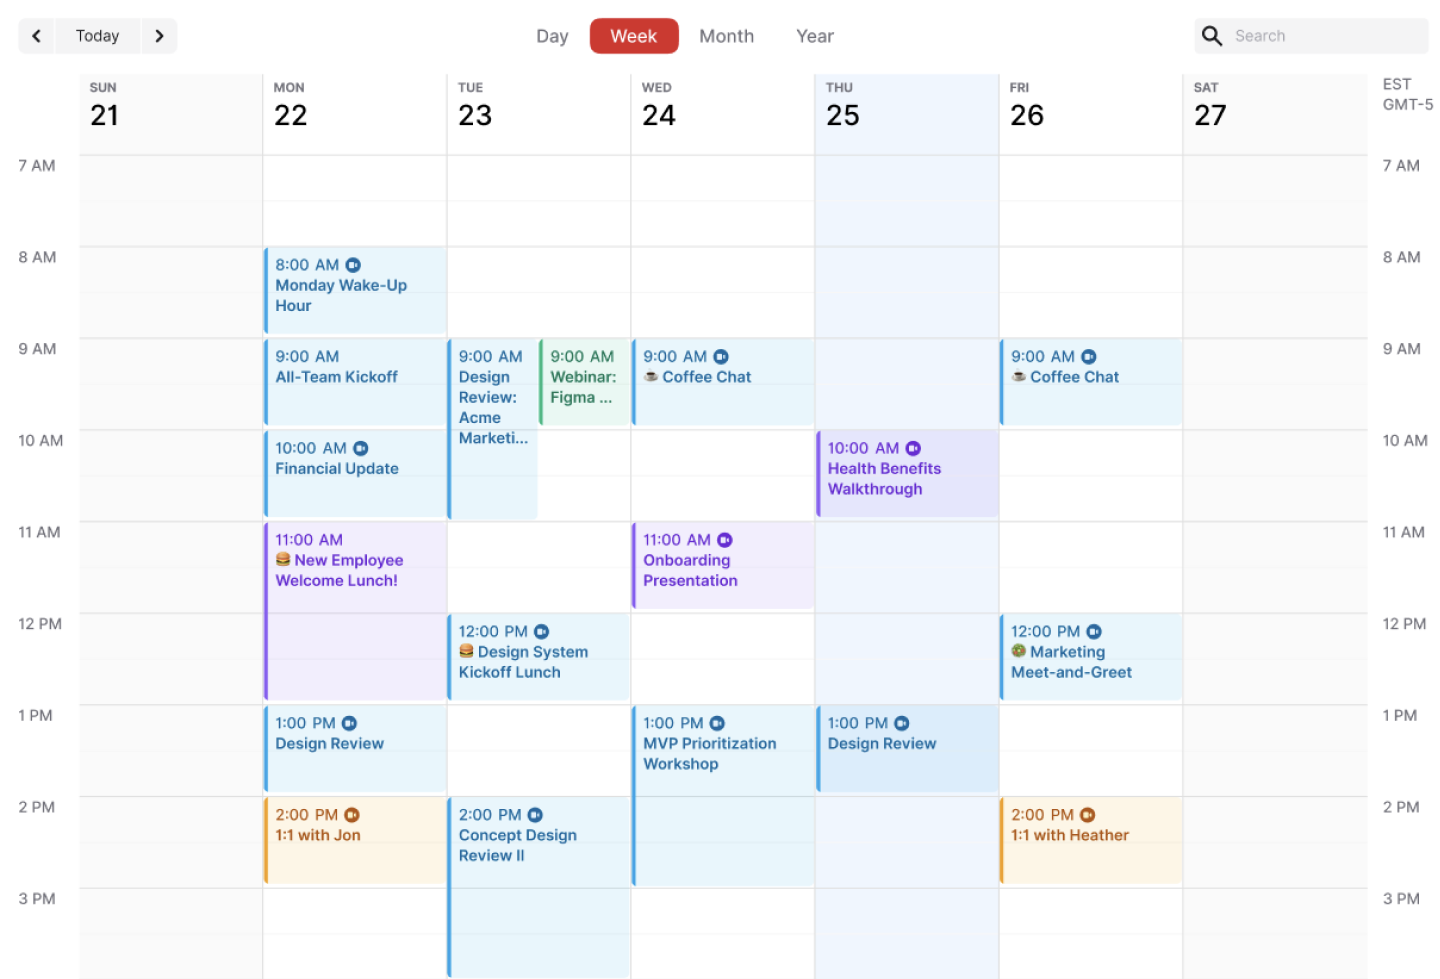 Today
Day Week Month Year
Search
SUN
21
MON
22
TUE
23
WED
24
THU
25
FRI
26
SAT
27
EST
GMT-5
7 AM
7 AM
8 AM
8:00 AM
Monday Wake-Up
Hour
8 AM
9 AM
9:00 AM
All-Team Kickoff
9:00 AM
Design
Review:
Acme
Marketi...
9:00 AM
Webinar:
Figma ...
9:00 AM
☕ Coffee Chat
9:00 AM
☕ Coffee Chat
9 AM
10 AM
10:00 AM
Financial Update
10:00 AM
Health Benefits
Walkthrough
10 AM
11 AM
11:00 AM
🍔 New Employee
Welcome Lunch!
11:00 AM
Onboarding
Presentation
11 AM
12 PM
12:00 PM
🍔 Design System
Kickoff Lunch
12:00 PM
Marketing
Meet-and-Greet
12 PM
1 PM
1:00 PM
Design Review
1:00 PM
MVP Prioritization
Workshop
1:00 PM
Design Review
1 PM
2 PM
2:00 PM
1:1 with Jon
2:00 PM
Concept Design
Review II
2:00 PM
1:1 with Heather
2 PM
3 PM
3 PM